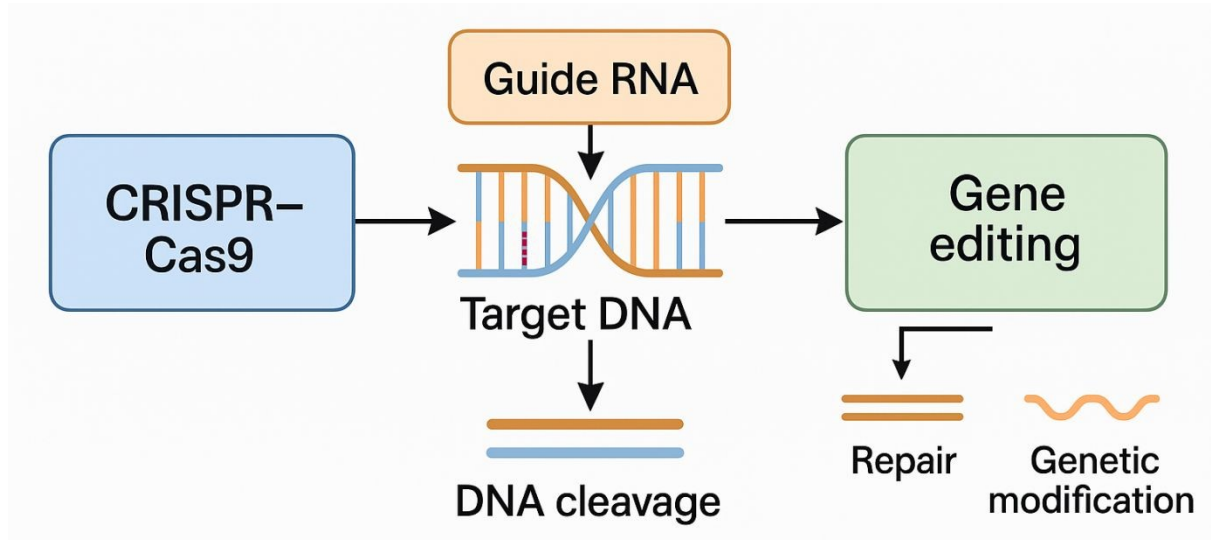 Guide RNA
CRISPR–
Cas9
Gene
editing
Target DNA
DNA cleavage
Repair
Genetic
modification